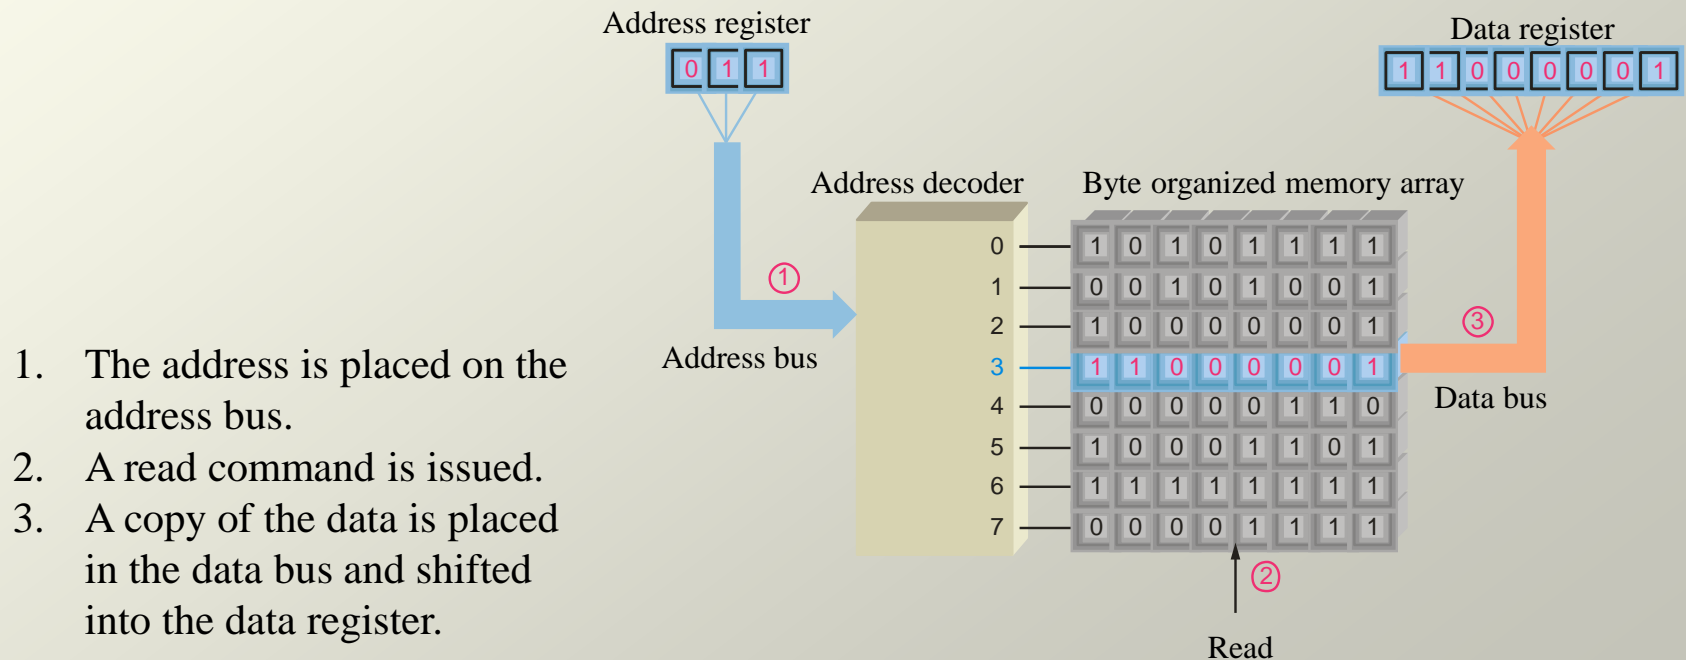 Address register
0 1 1
Data register
1 1 0 0 0 0 0 1
Address decoder
Byte organized memory array
0 1 0 1 0 1 1 1 1
1 0 0 1 0 1 0 0 1
2 1 0 0 0 0 0 0 1
3 1 1 0 0 0 0 0 1
4 0 0 0 0 0 1 1 0
5 1 0 0 0 1 1 0 1
6 1 1 1 1 1 1 1 1
7 0 0 0 0 1 1 1 1
1
Address bus
3
Data bus
2
Read
1. The address is placed on the
address bus.
2. A read command is issued.
3. A copy of the data is placed
in the data bus and shifted
into the data register.